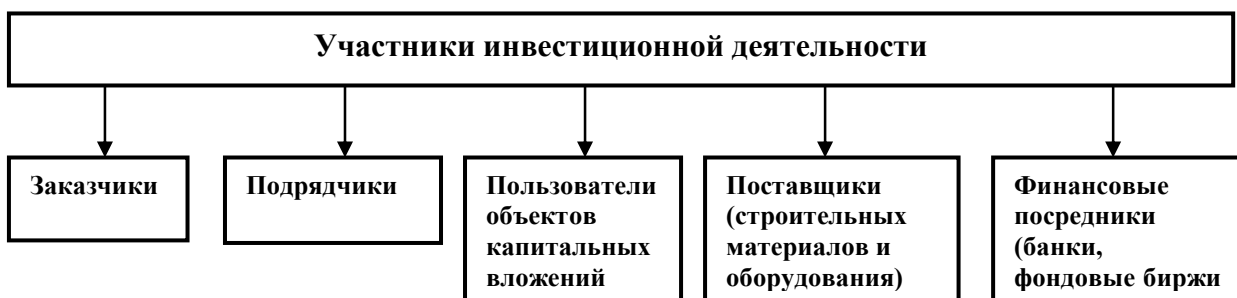 Участники инвестиционной деятельности
Заказчики
Подрядчики
Пользователи
объектов
капитальных
вложений
Поставщики
(строительных
материалов и
оборудования)
Финансовые
посредники
(банки,
фондовые биржи